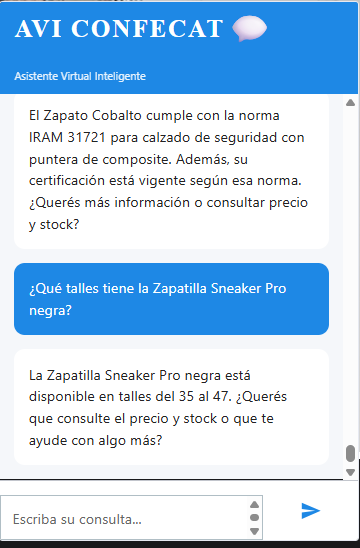 AVI CONFECAT
Asistente Virtual Inteligente
El Zapato Cobalto cumple con la norma
IRAM 31721 para calzado de seguridad con
puntera de composite. Además, su
certificación está vigente según esa norma.
¿Querés más información o consultar precio
y stock?
¿Qué talles tiene la Zapatilla Sneaker Pro
negra?
La Zapatilla Sneaker Pro negra está
disponible en talles del 35 al 47. ¿Querés
que consulte el precio y stock o que te
ayude con algo más?
Escriba su consulta...